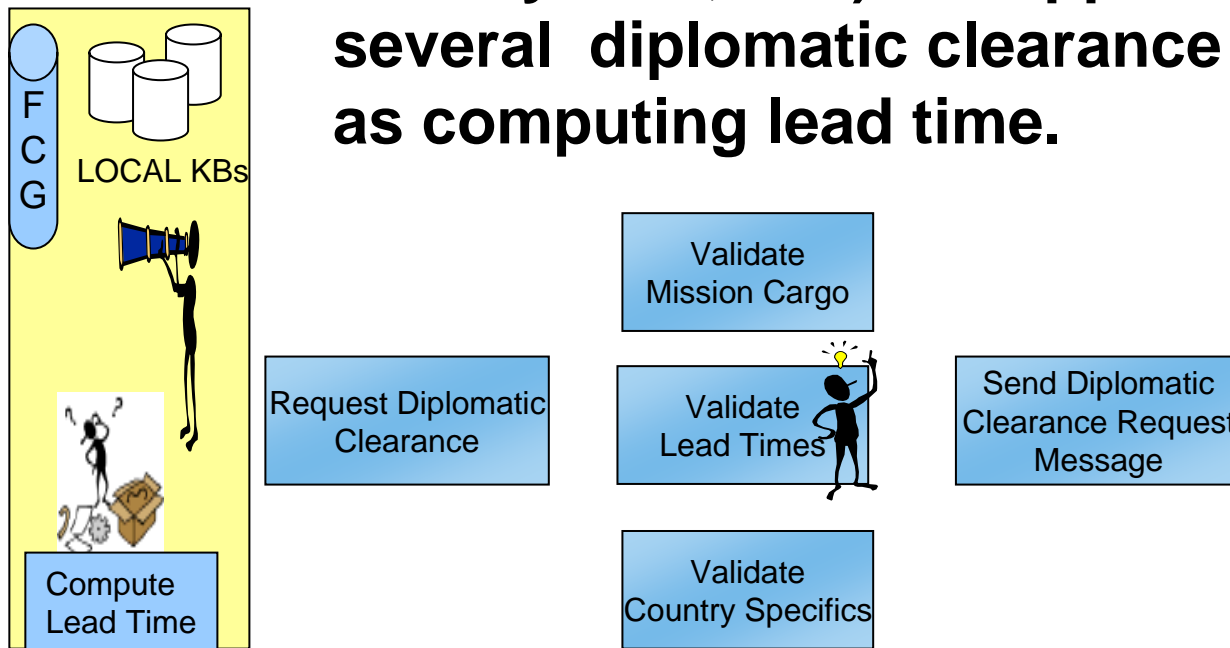 several diplomatic clearance
as computing lead time.
F
C
G
LOCAL KBs
Validate
Mission Cargo
Request Diplomatic
Clearance
Validate
Lead Times
Send Diplomatic
Clearance Request
Message
Validate
Country Specifics
Compute
Lead Time